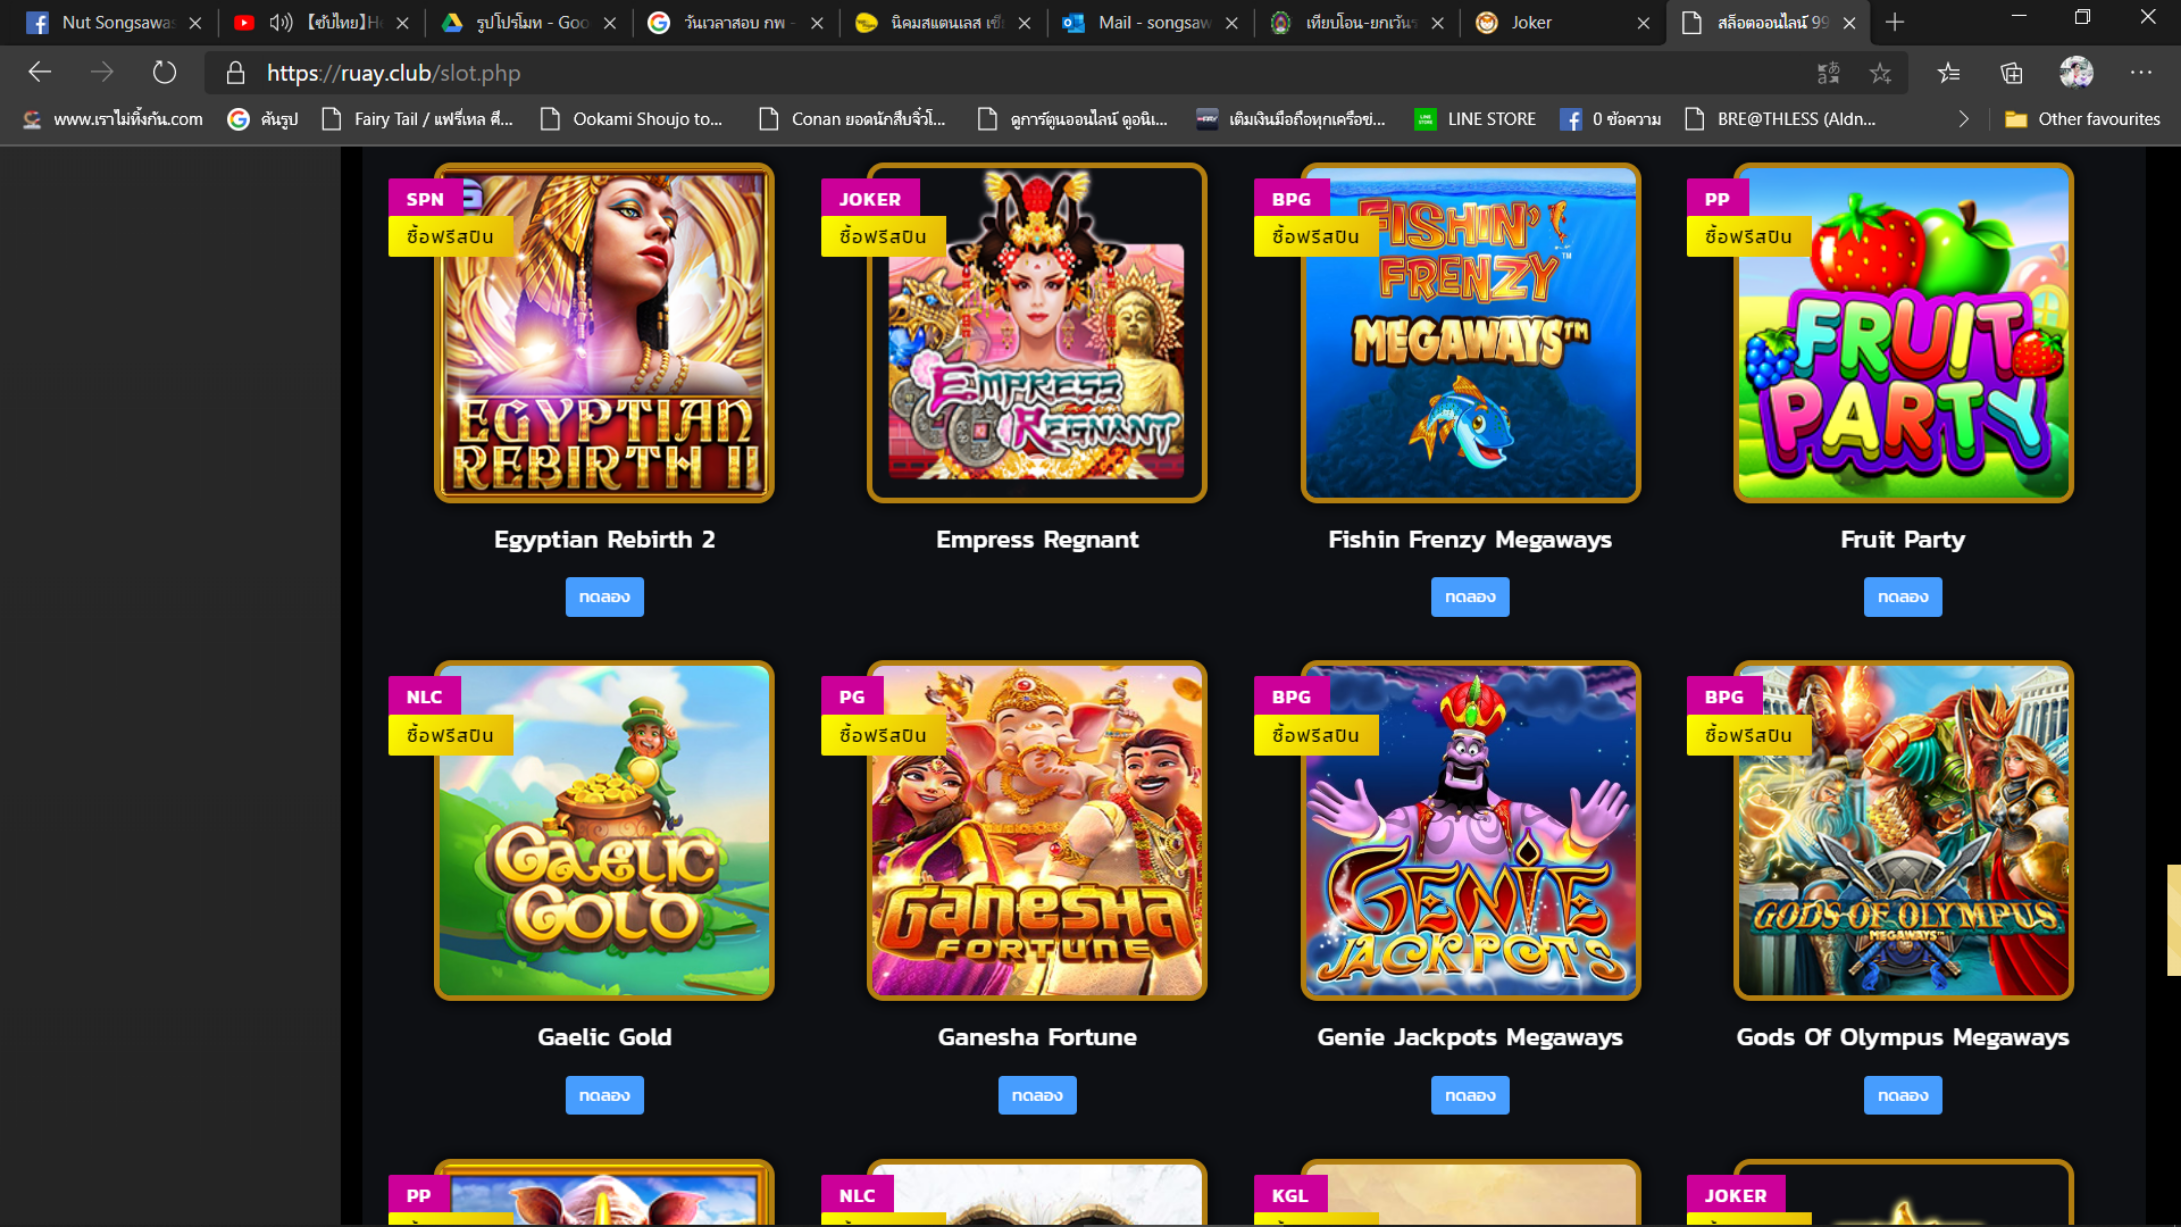 Nut Songsawas
【ซับไทย】He
รูปโปรโมท - Goo
วันเวลาสอบ กพ -
นิคมสแตนเลส เซี
Mail - songsaw
เทียบโอน-ยกเว้นร
Joker
สล็อตออนไลน์ 99
https://ruay.club/slot.php
www.เราไม่ทิ้งกัน.com
ค้นรูป
Fairy Tail / แฟรี่เทล ศึ...
Ookami Shoujo to...
Conan ยอดนักสืบจิ๋วโ...
ดูการ์ตูนออนไลน์ ดูอนิเ...
เติมเงินมือถือทุกเครือข่...
LINE STORE
0 ข้อความ
BRE@THLESS (Aldn...
Other favourites
SPN
ซื้อฟรีสปิน
EGYPTIAN
REBIRTH II
Egyptian Rebirth 2
ทดลอง
JOKER
ซื้อฟรีสปิน
EMPRESS
REGNANT
Empress Regnant
BPG
ซื้อฟรีสปิน
FISHIN'
FRENZY™
MEGAWAYS™
Fishin Frenzy Megaways
ทดลอง
PP
ซื้อฟรีสปิน
FRUIT
PARTY
Fruit Party
ทดลอง
NLC
ซื้อฟรีสปิน
GAELIC
GOLD
Gaelic Gold
ทดลอง
PG
ซื้อฟรีสปิน
GANESHA
FORTUNE
Ganesha Fortune
ทดลอง
BPG
ซื้อฟรีสปิน
GENIE
JACKPOTS
Genie Jackpots Megaways
ทดลอง
BPG
ซื้อฟรีสปิน
GODS OF OLYMPUS
MEGAWAYS™
Gods Of Olympus Megaways
ทดลอง
PP
NLC
KGL
JOKER